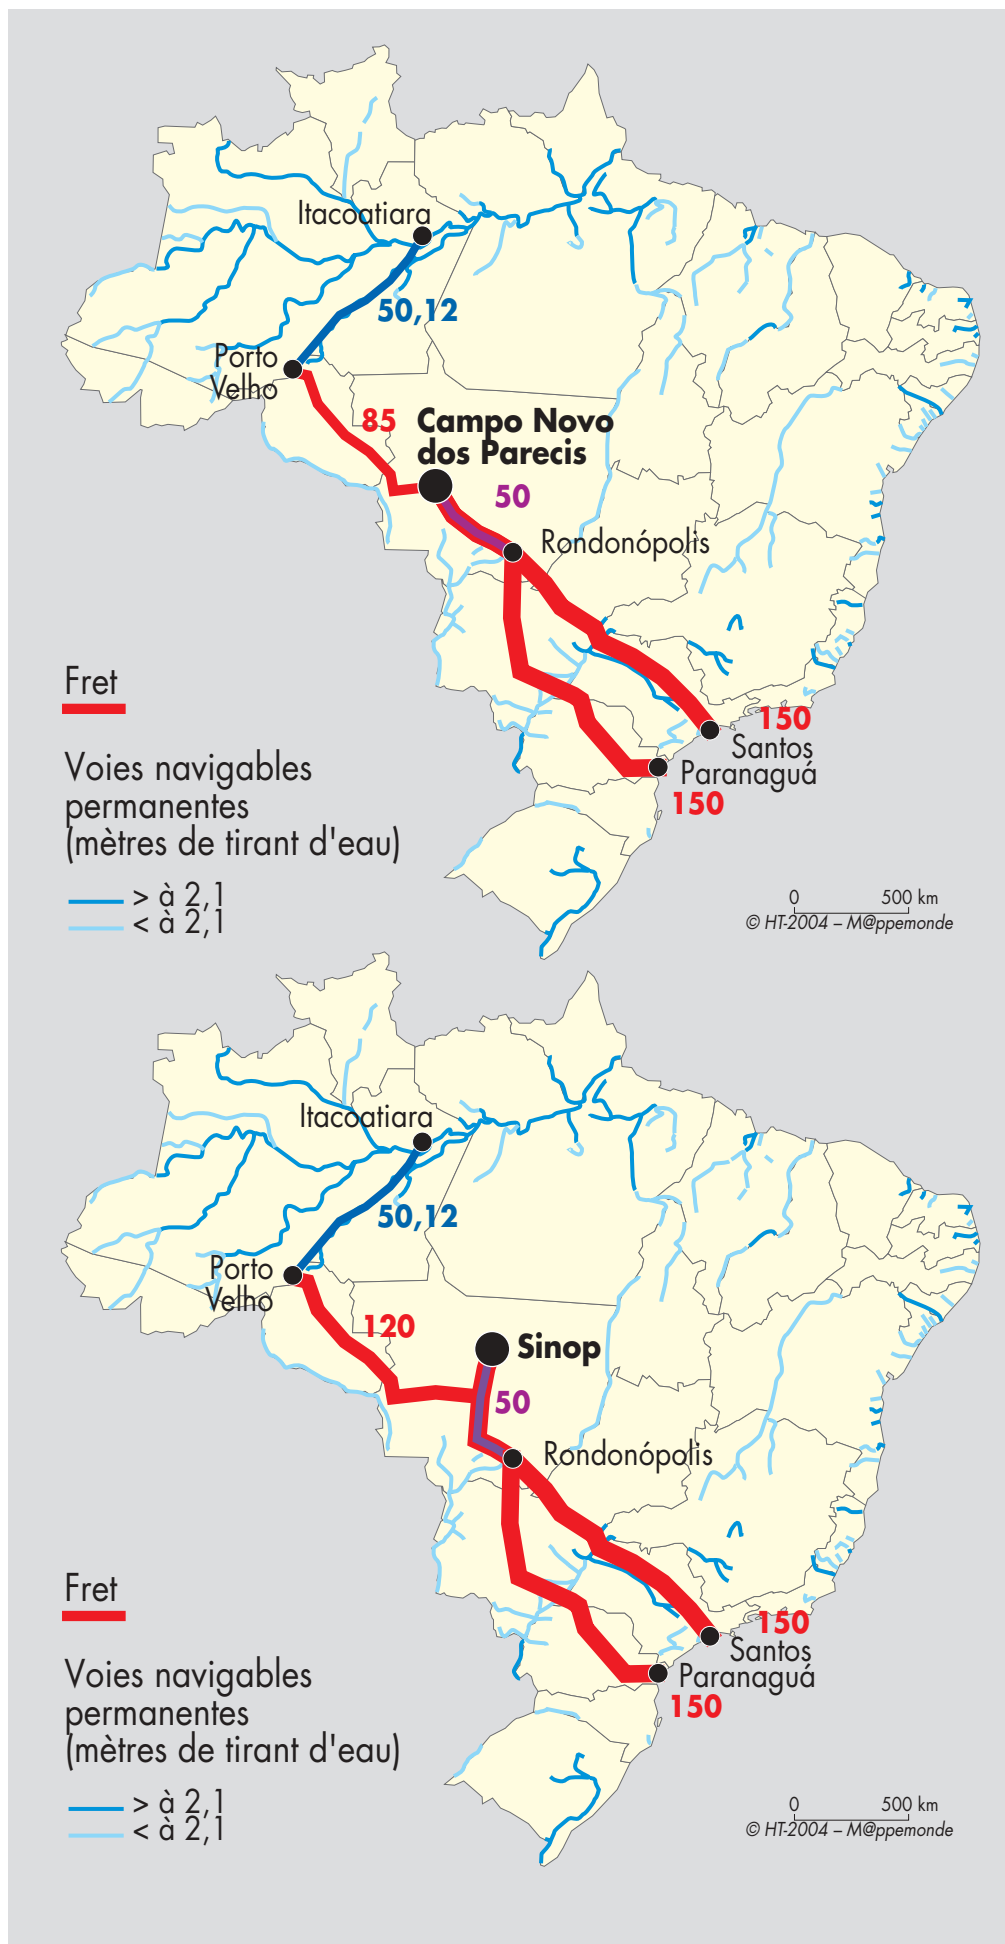 Itacoatiara
50,12
Porto
Velho
85
Campo Novo
dos Parecis
50
Rondonópolis
Fret
150
Santos
Paranaguá
150
Voies navigables
permanentes
(mètres de tirant d'eau)
> à 2,1
< à 2,1
0 500 km
© HT-2004 – M@ppemonde
Itacoatiara
50,12
Porto
Velho
120
Sinop
50
Rondonópolis
Fret
150
Santos
Paranaguá
150
Voies navigables
permanentes
(mètres de tirant d'eau)
> à 2,1
< à 2,1
0 500 km
© HT-2004 – M@ppemonde